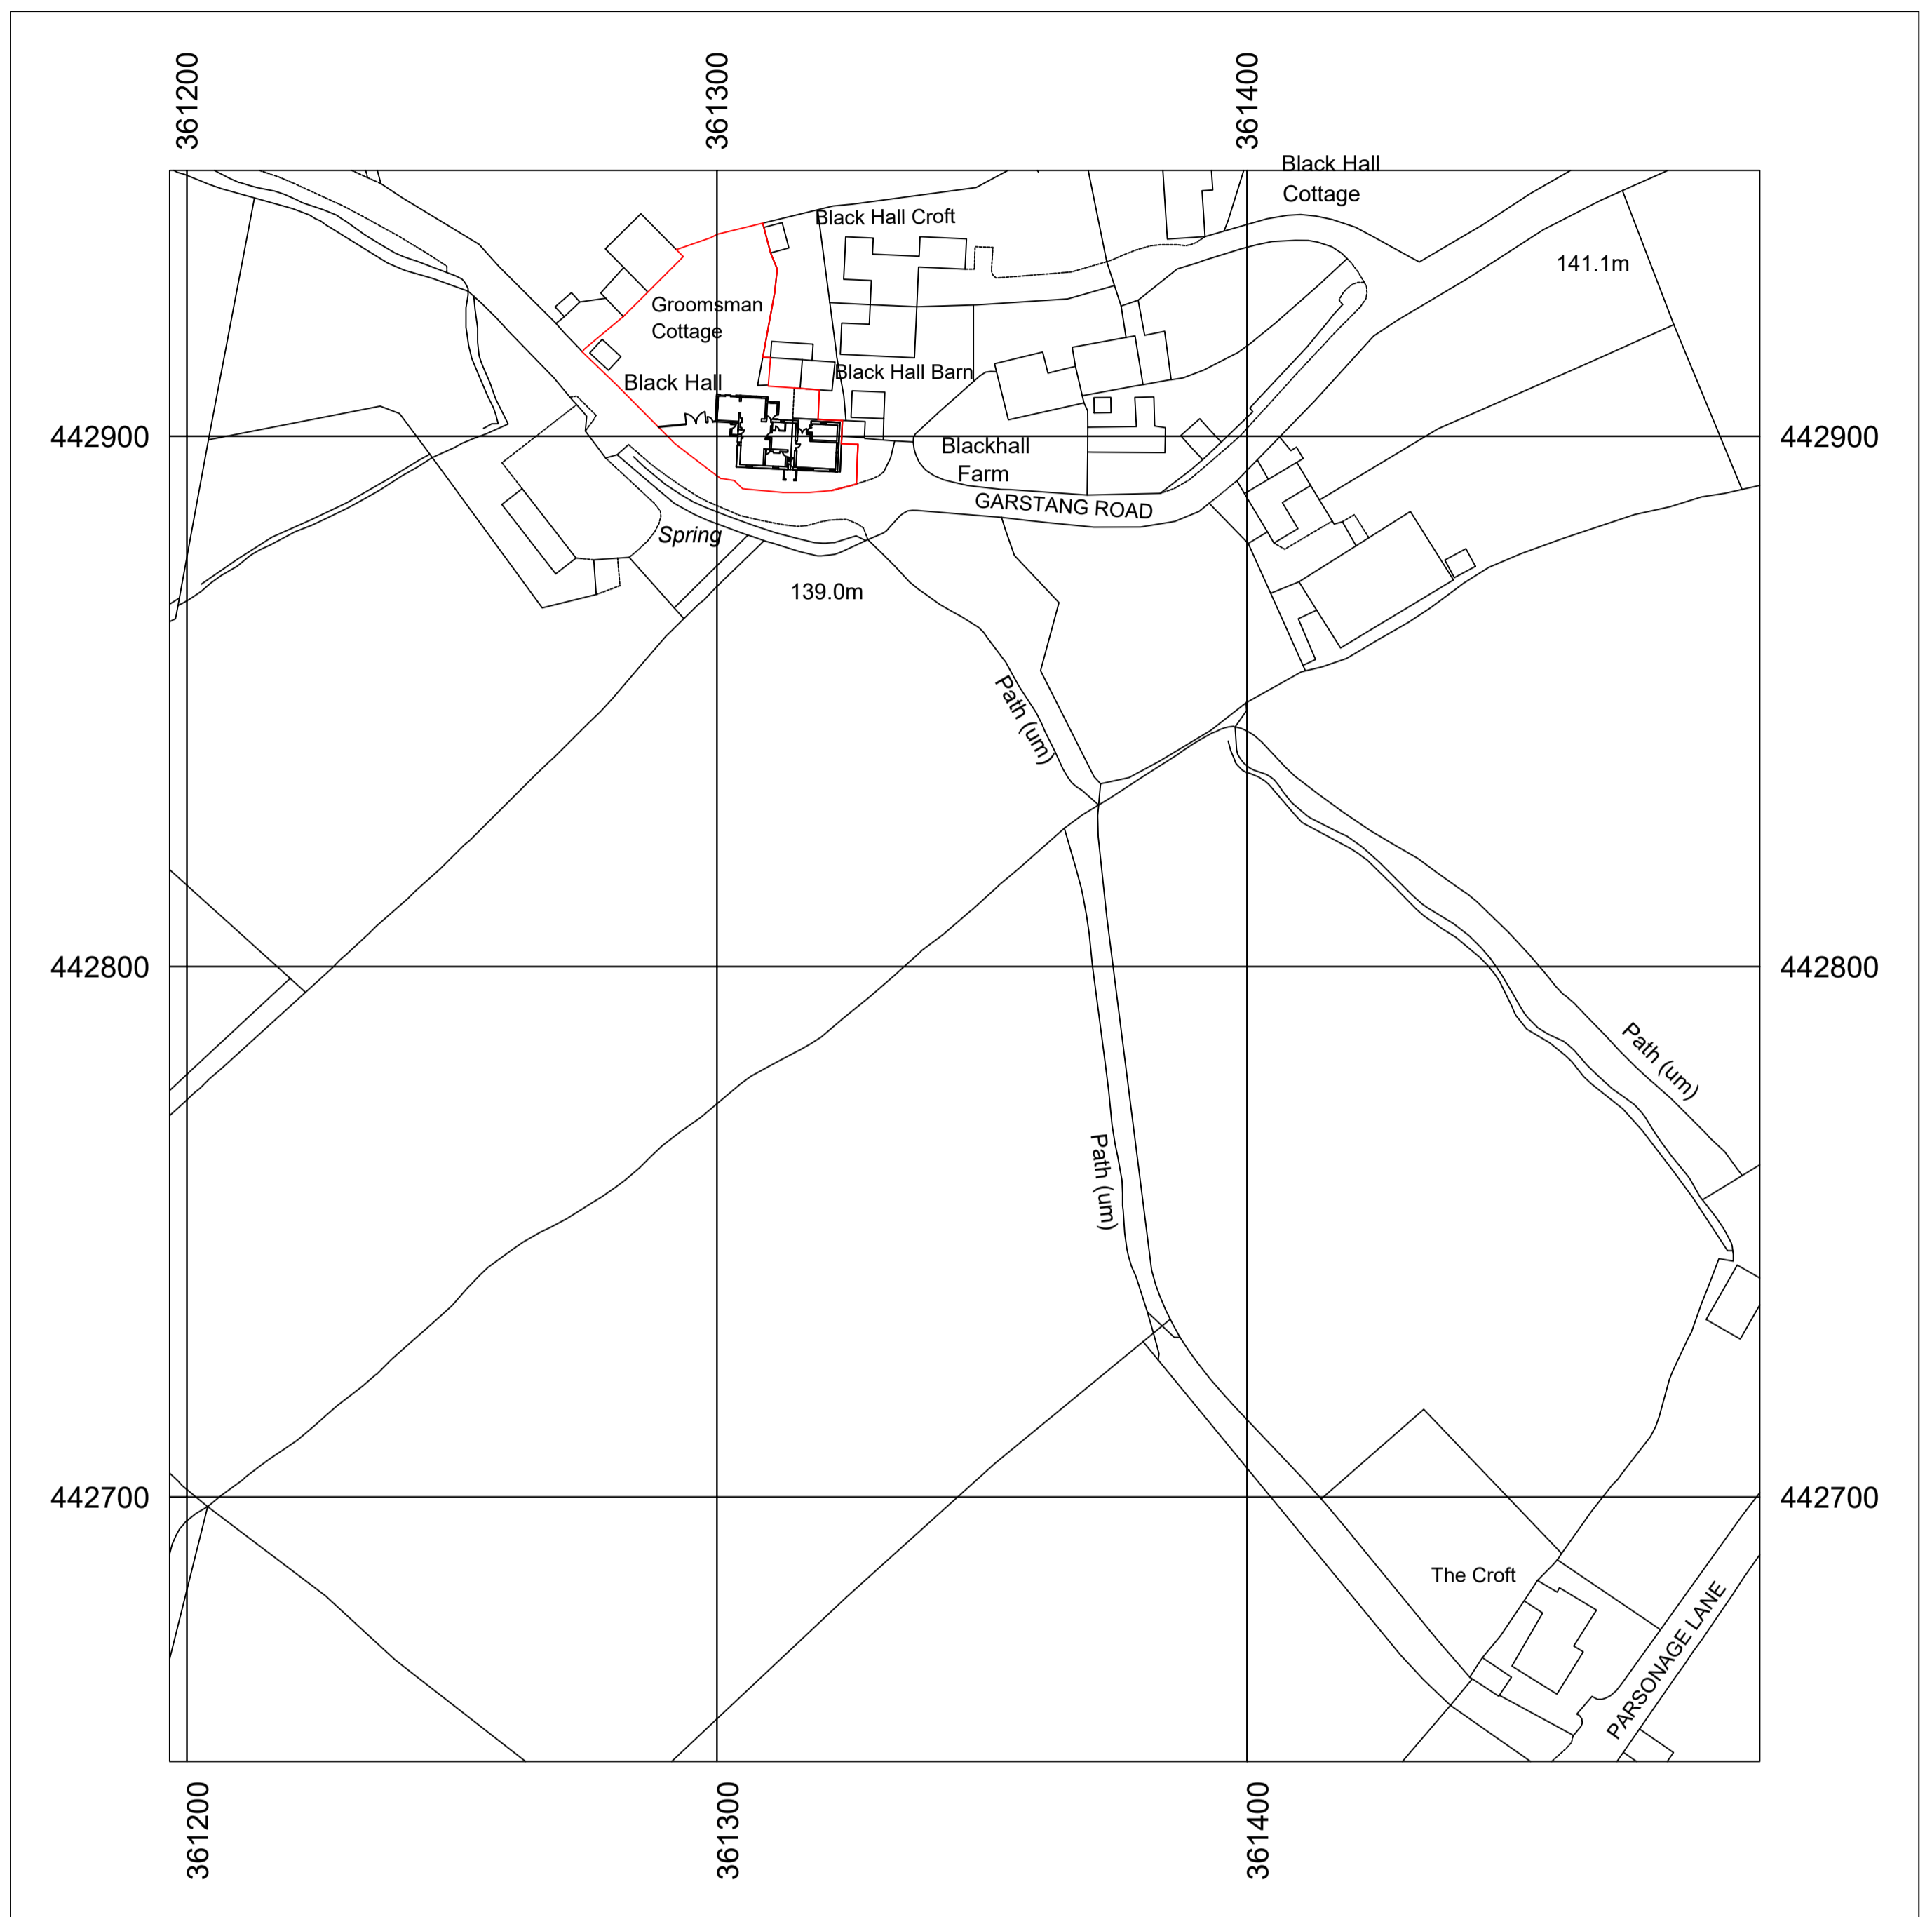 361200
361300
361400
Black Hall
Cottage
Black Hall Croft
141.1m
Groomsman
Cottage
Black Hall Barn
Black Hall
442900
442900
Blackhall
Farm
GARSTANG ROAD
Spring
139.0m
Path (um)
442800
442800
Path (um)
Path (um)
442700
442700
The Croft
PARSONAGE LANE
361200
361300
361400